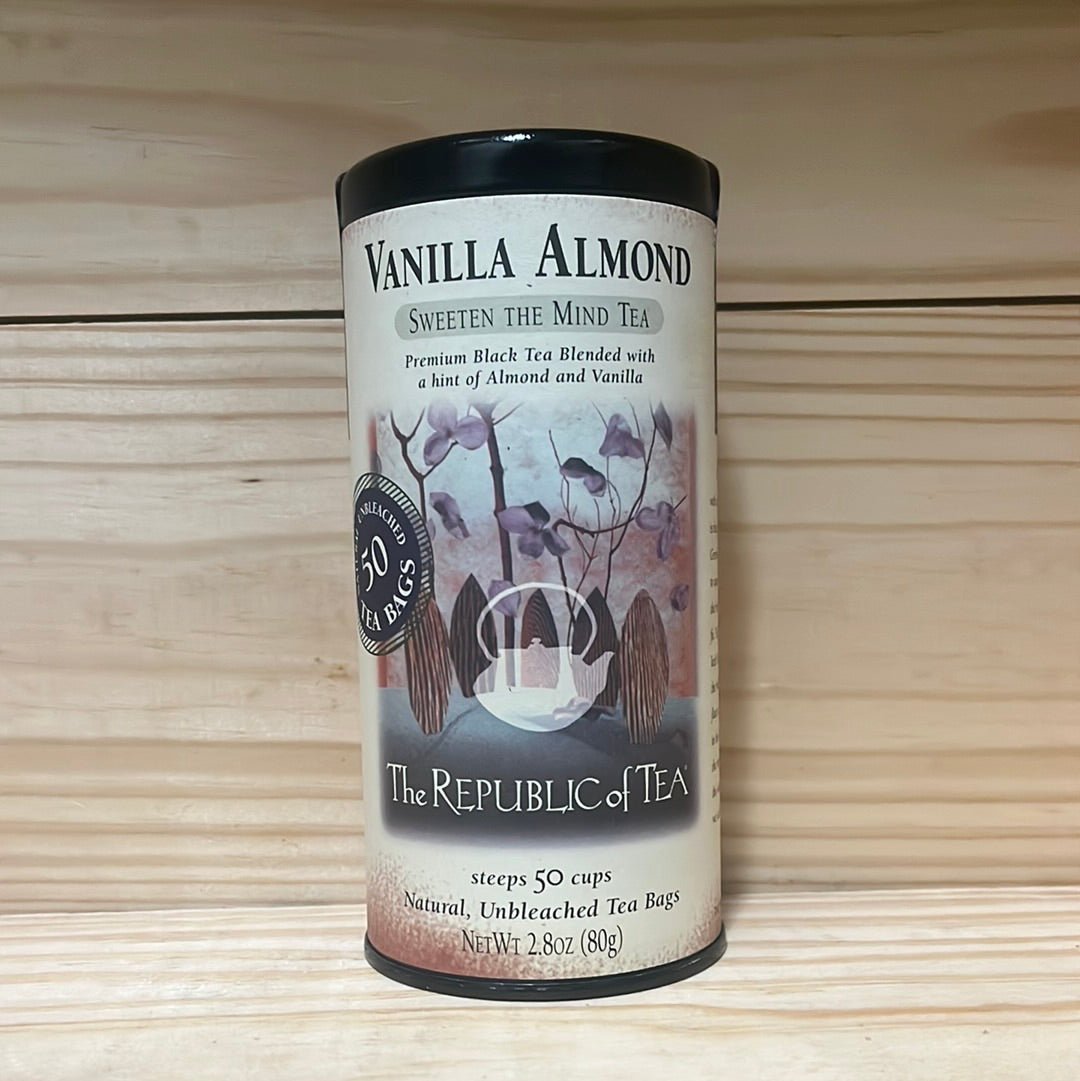 VANILLA ALMOND
SWEETEN THE MIND TEA
Premium Black Tea Blended with
a hint of Almond and Vanilla
UNBLEACHED
50
TEA BAGS
The REPUBLIC of TEA
steeps 50 cups
Natural, Unbleached Tea Bags
NET WT 2.8OZ (80g)